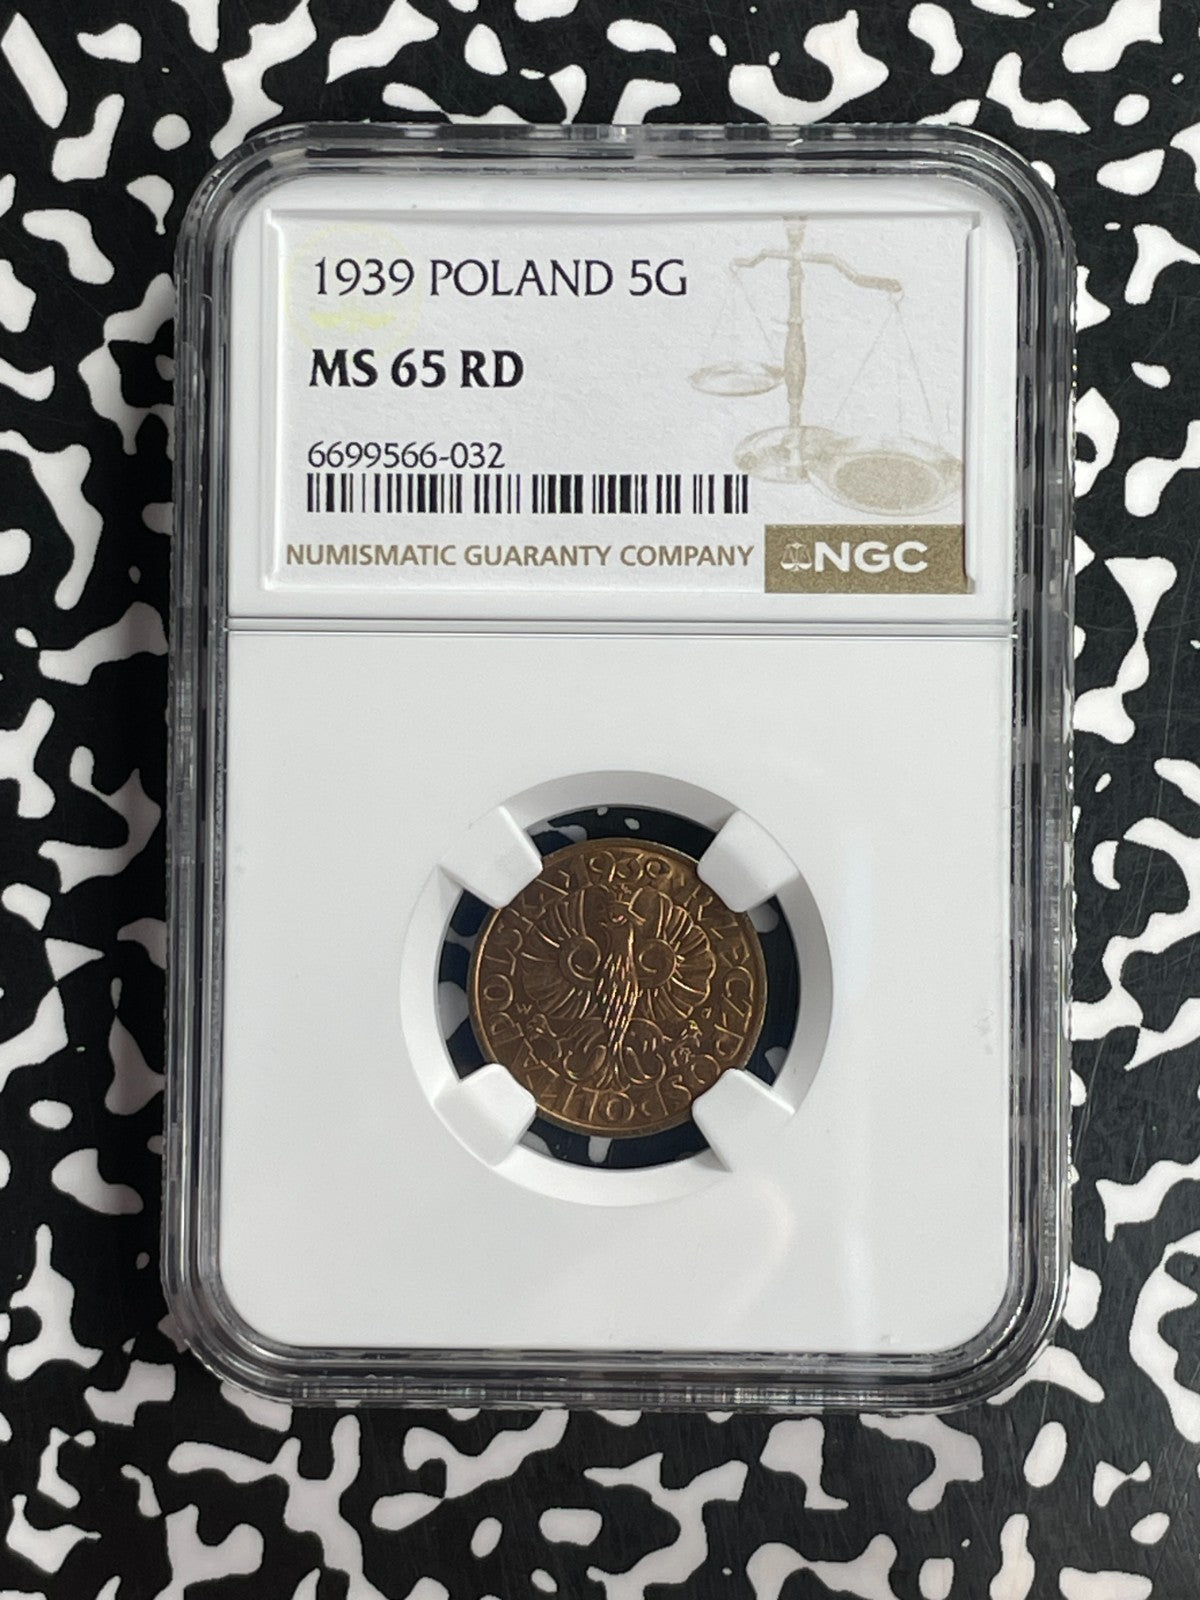 1939 POLAND 5G
MS 65 RD
6699566-032
NUMISMATIC GUARANTY COMPANY
NGC
1939
RZECZPOSPOLITA POLSKA
W